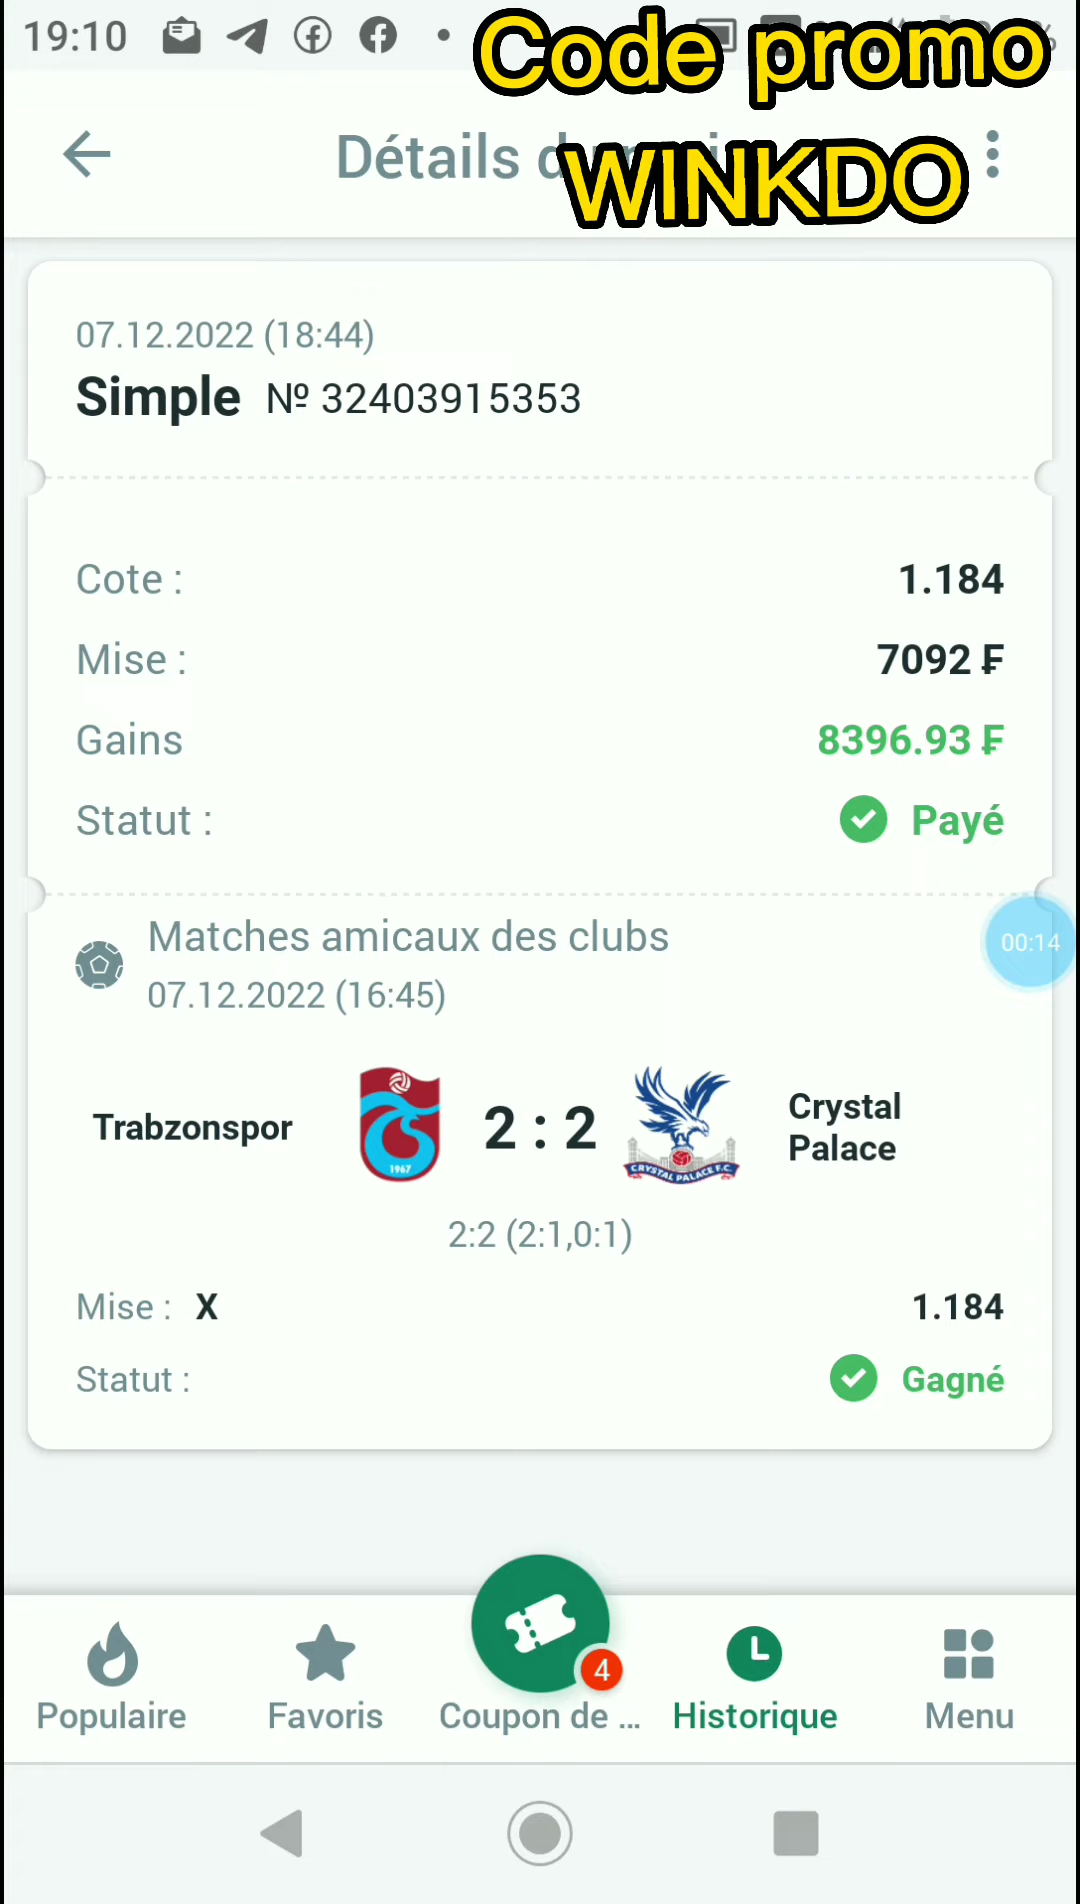 19:10
Code promo
Détails d
WINKDO
07.12.2022 (18:44)
Simple Nº 32403915353
Cote : 1.184
Mise : 7092 ₣
Gains 8396.93 ₣
Statut : Payé
Matches amicaux des clubs
00:14
07.12.2022 (16:45)
Trabzonspor 2 : 2 Crystal Palace
1967
CRYSTAL PALACE F.C.
2:2 (2:1,0:1)
Mise : X 1.184
Statut : Gagné
4
Populaire Favoris Coupon de ... Historique Menu